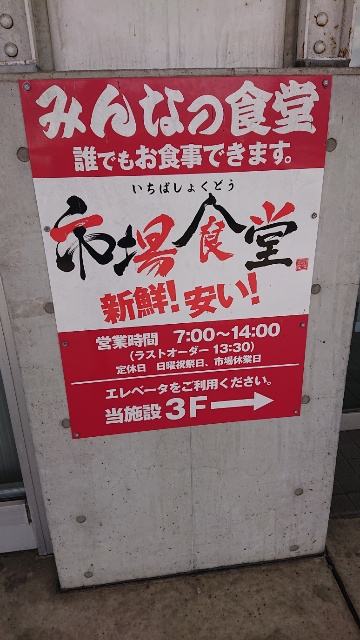 みんなの食堂
誰でもお食事できます。
いちばしょくどう
市場食堂
新鮮!安い!
営業時間 7:00〜14:00
(ラストオーダー 13:30)
定休日 日曜祝祭日、市場休業日
エレベータをご利用ください。
当施設3F→